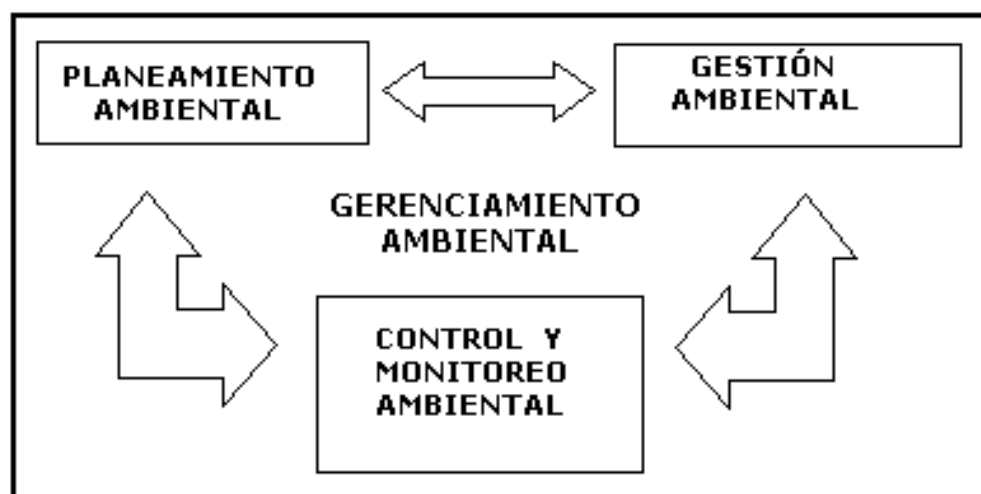 PLANEAMIENTO
AMBIENTAL
GESTIÓN
AMBIENTAL
GERENCIAMIENTO
AMBIENTAL
CONTROL Y
MONITOREO
AMBIENTAL